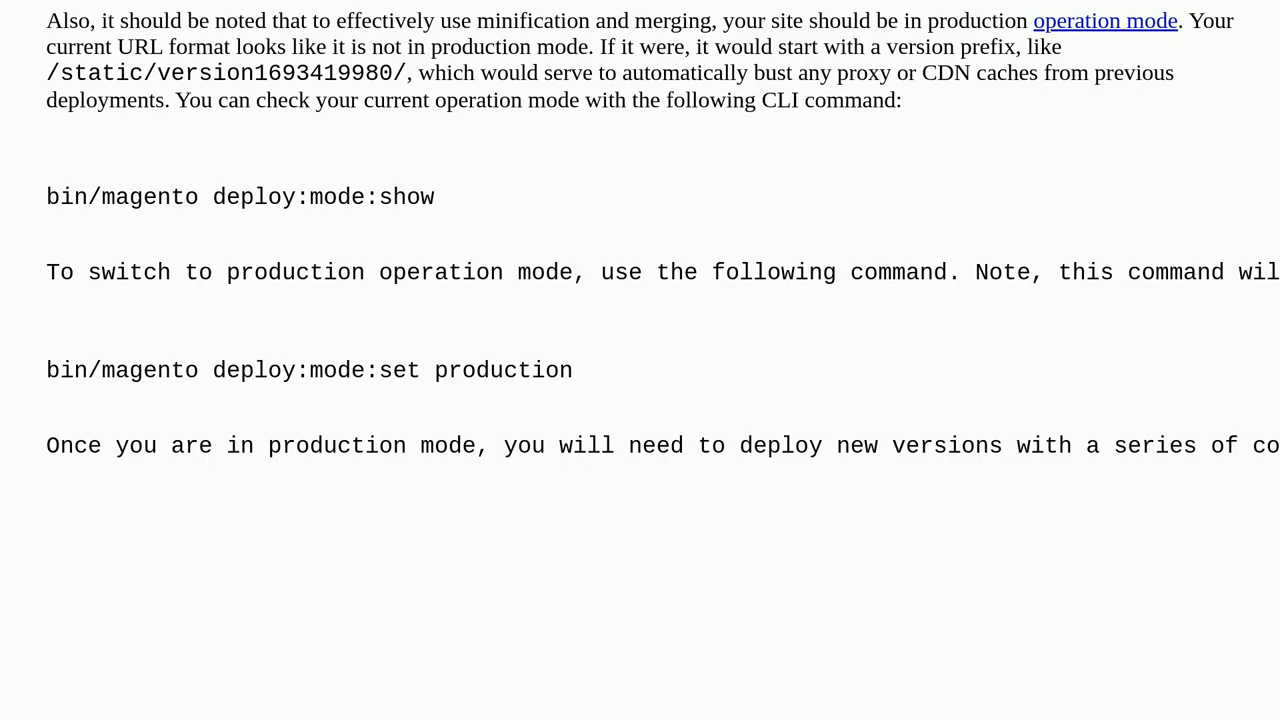 Also, it should be noted that to effectively use minification and merging, your site should be in production operation mode. Your
current URL format looks like it is not in production mode. If it were, it would start with a version prefix, like
/static/version1693419980/, which would serve to automatically bust any proxy or CDN caches from previous
deployments. You can check your current operation mode with the following CLI command:
bin/magento deploy:mode:show
To switch to production operation mode, use the following command. Note, this command wil
bin/magento deploy:mode:set production
Once you are in production mode, you will need to deploy new versions with a series of co